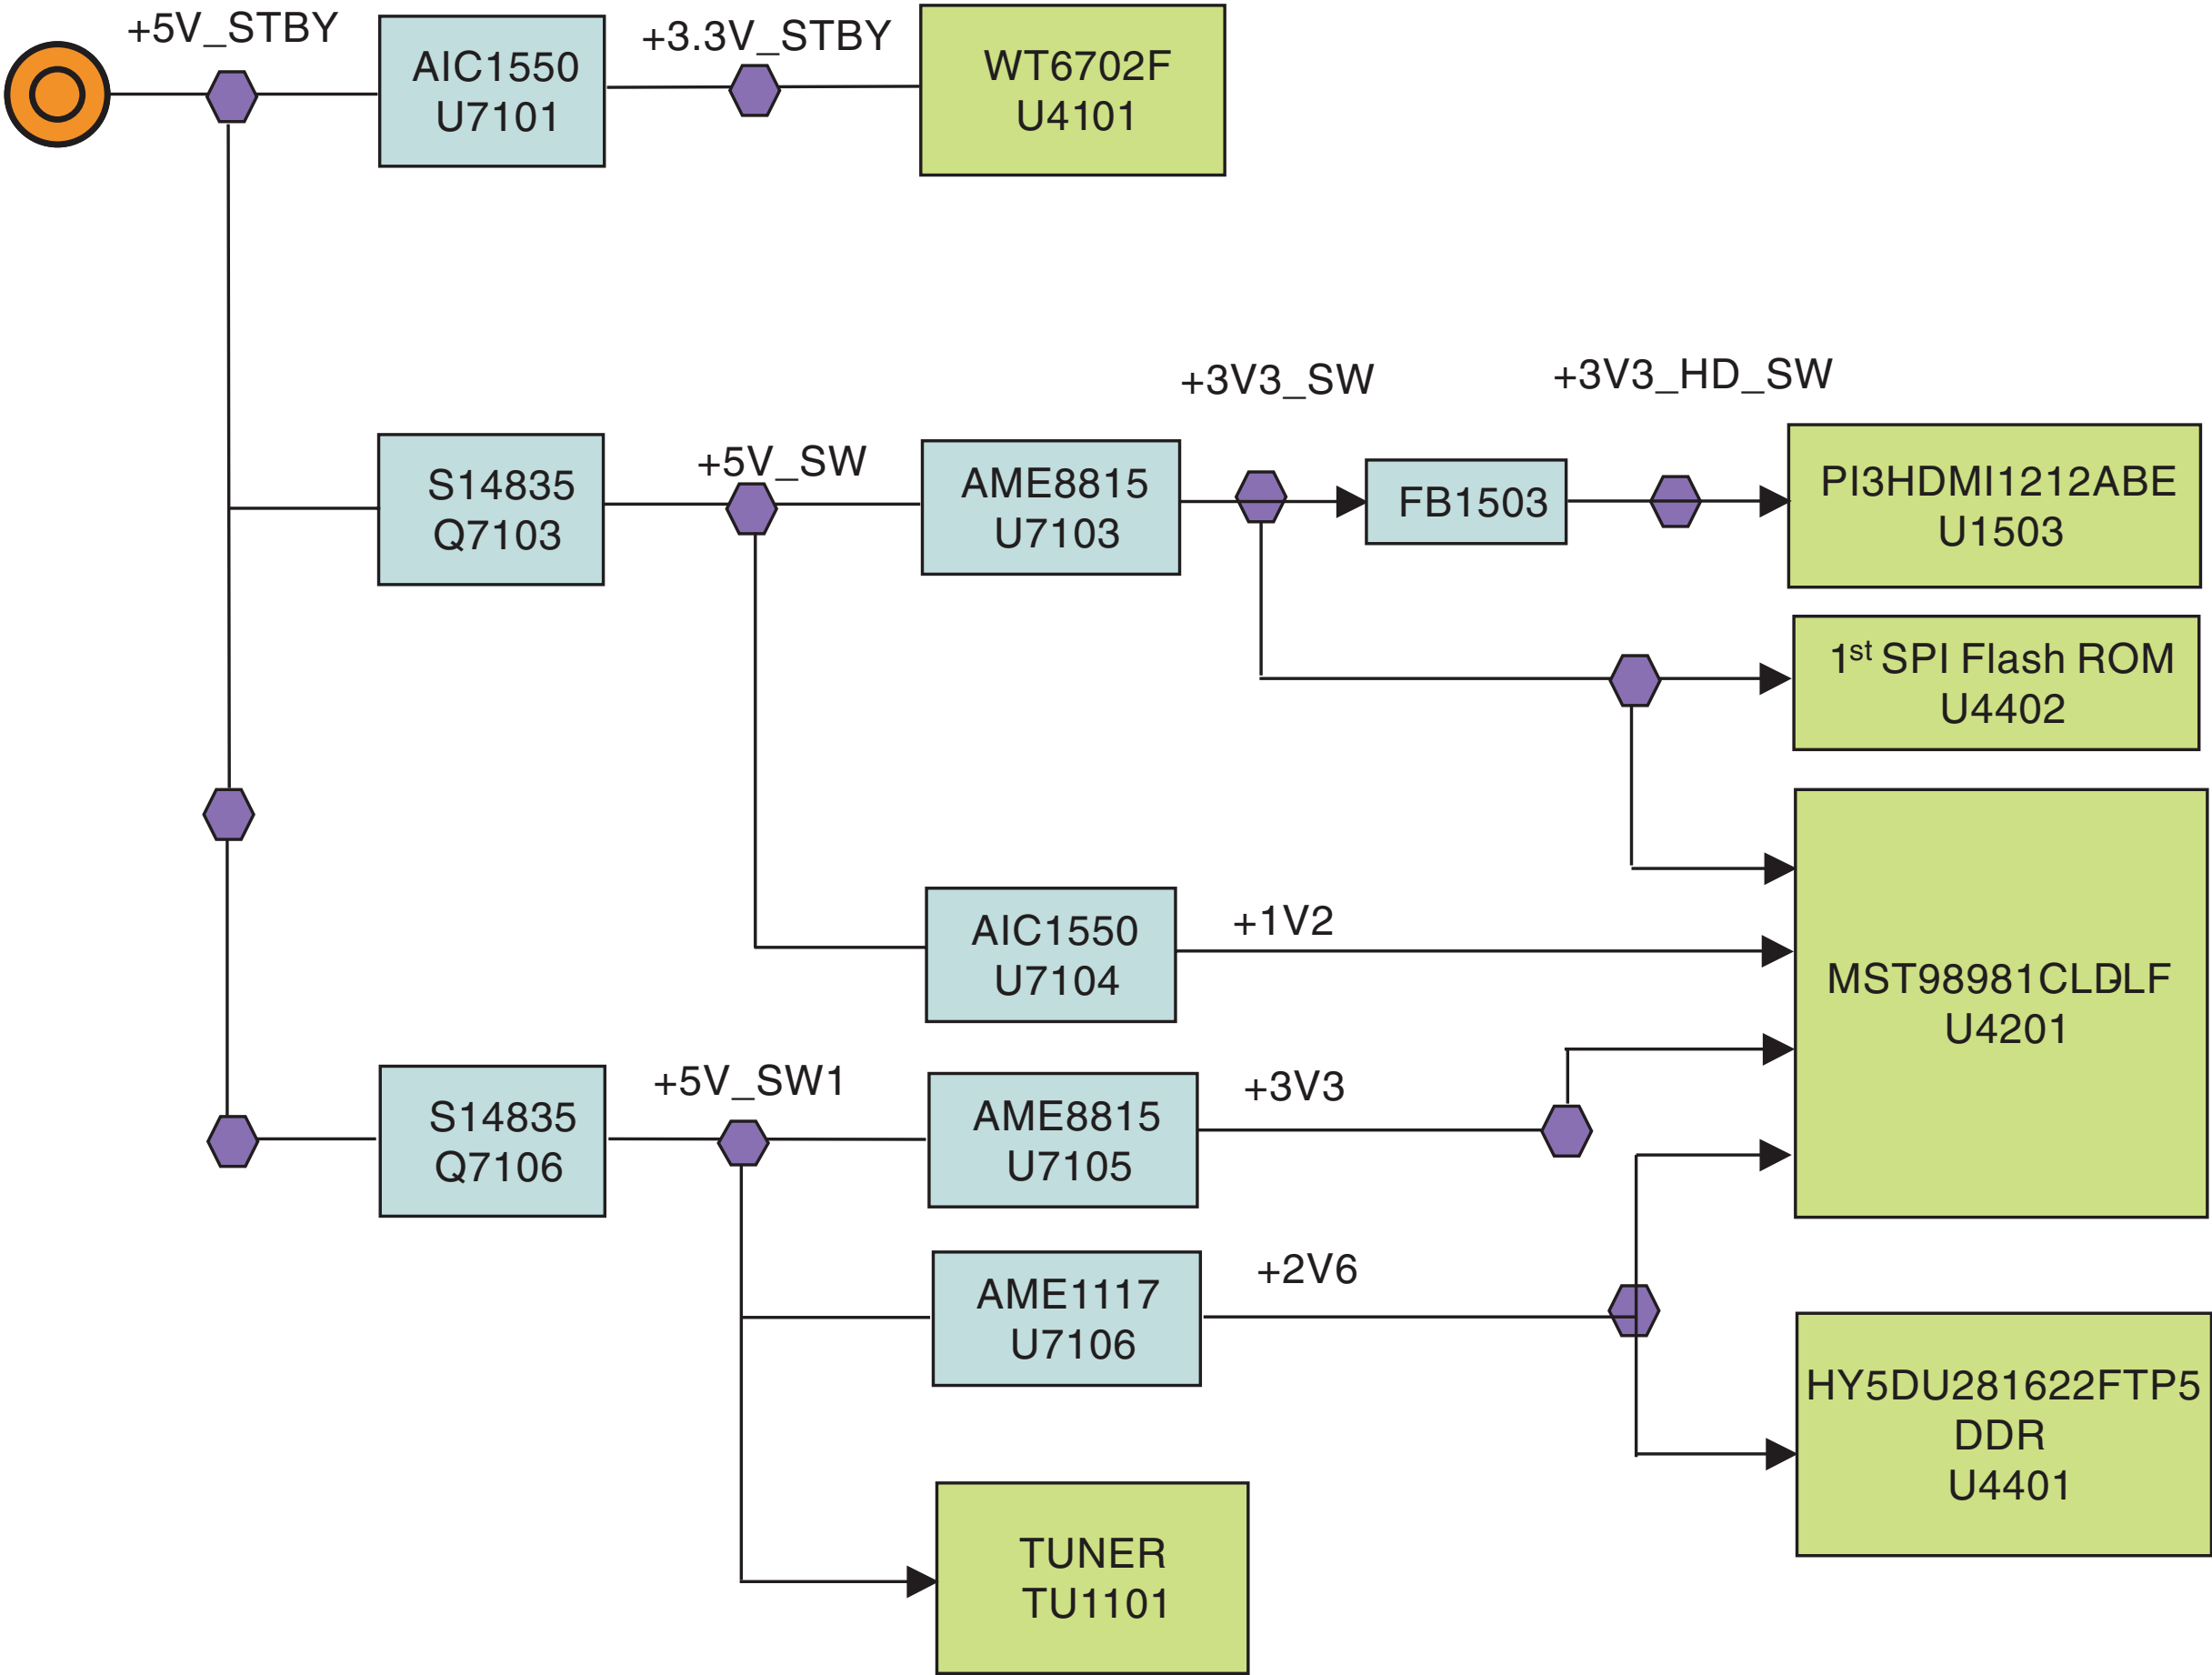 +5V_STBY
AIC1550
U7101
+3.3V_STBY
WT6702F
U4101
S14835
Q7103
+5V_SW
AME8815
U7103
+3V3_SW
FB1503
+3V3_HD_SW
PI3HDMI1212ABE
U1503
1st SPI Flash ROM
U4402
AIC1550
U7104
+1V2
MST98981CLD-LF
U4201
S14835
Q7106
+5V_SW1
AME8815
U7105
+3V3
AME1117
U7106
+2V6
HY5DU281622FTP5
DDR
U4401
TUNER
TU1101